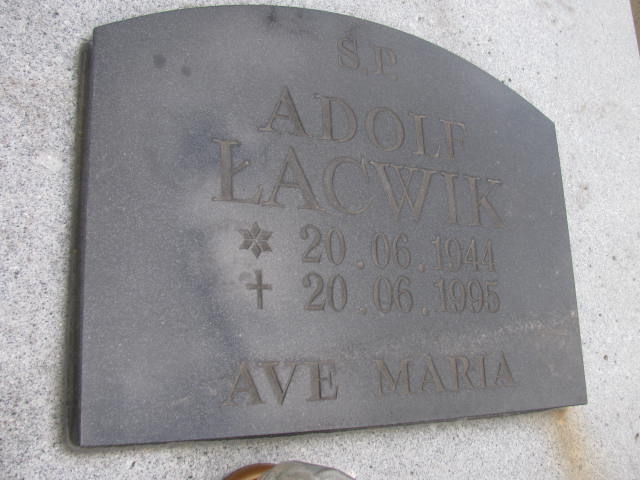 Ś.P.
ADOLF
ŁACWIK
* 20.06.1944
✝ 20.06.1995
AVE MARIA